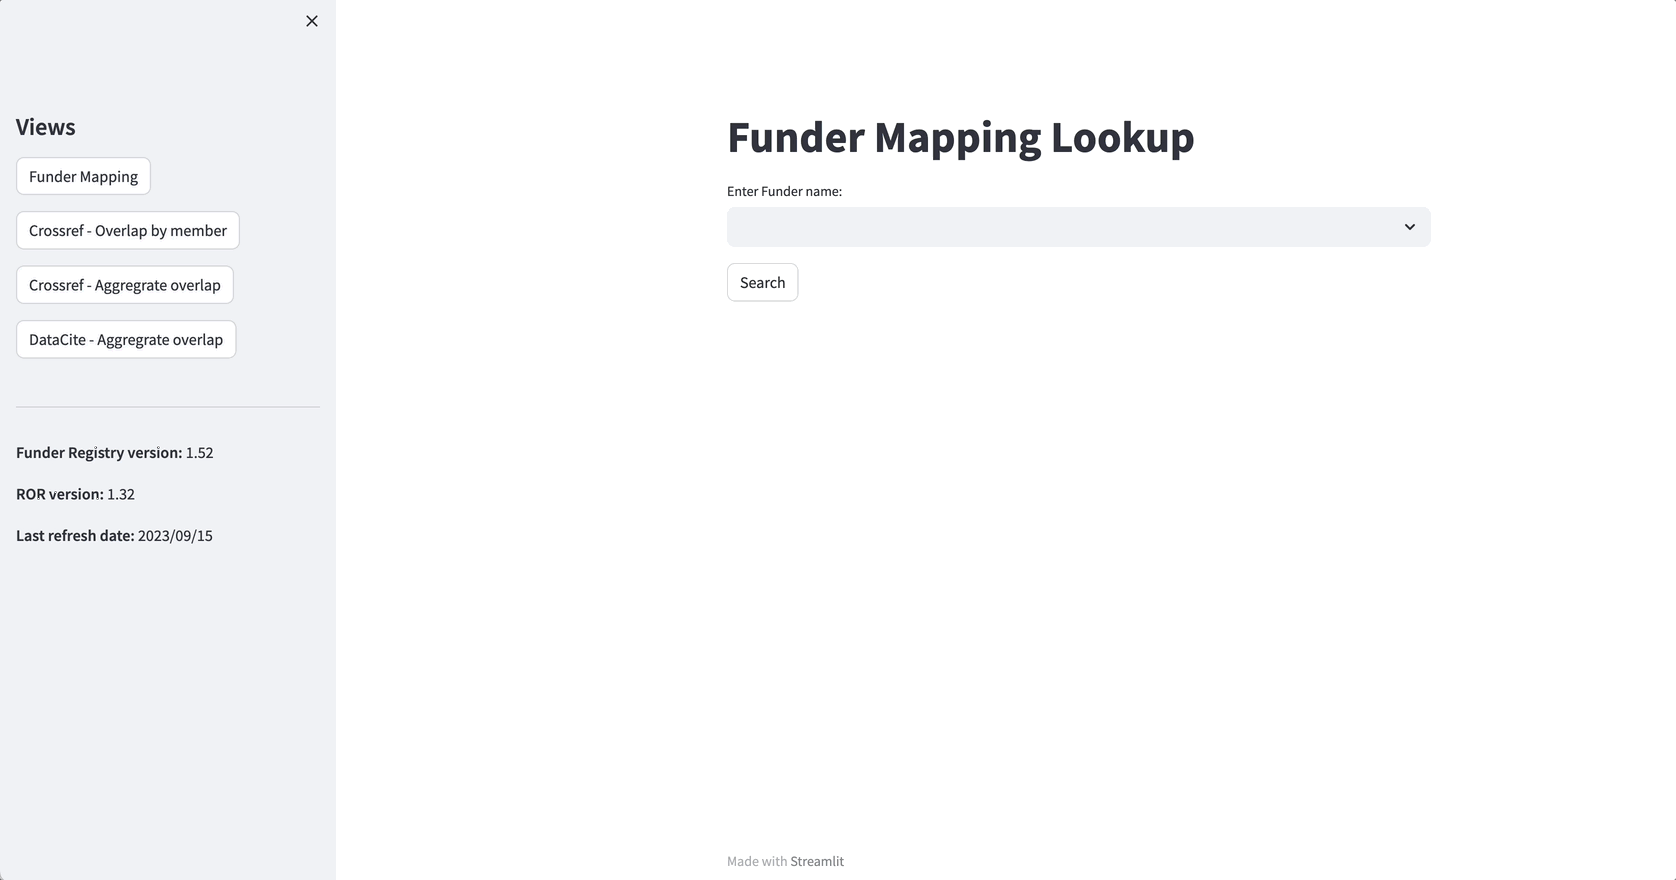 Views
Funder Mapping
Crossref - Overlap by member
Crossref - Aggregrate overlap
DataCite - Aggregrate overlap
Funder Registry version: 1.52
ROR version: 1.32
Last refresh date: 2023/09/15
Funder Mapping Lookup
Enter Funder name:
Search
Made with Streamlit